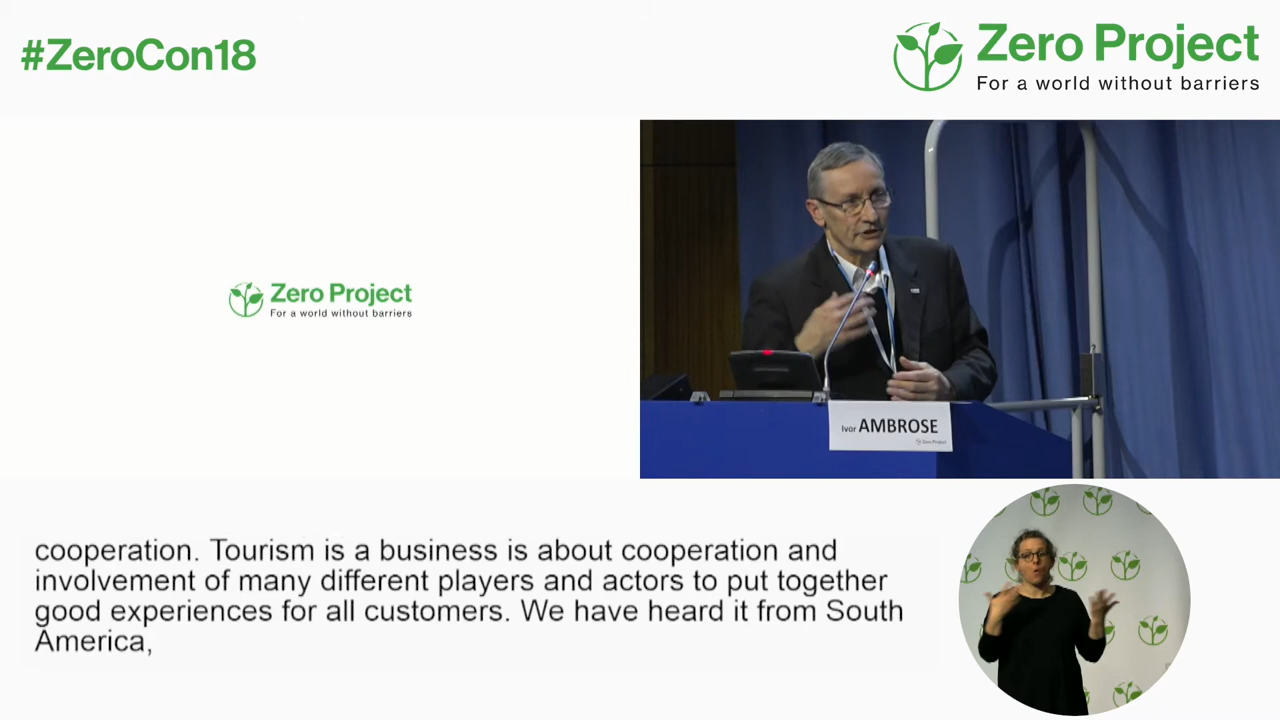 #ZeroCon18
Zero Project
For a world without barriers
Zero Project
For a world without barriers
Ivor AMBROSE
Zero Project
cooperation. Tourism is a business is about cooperation and
involvement of many different players and actors to put together
good experiences for all customers. We have heard it from South
America,